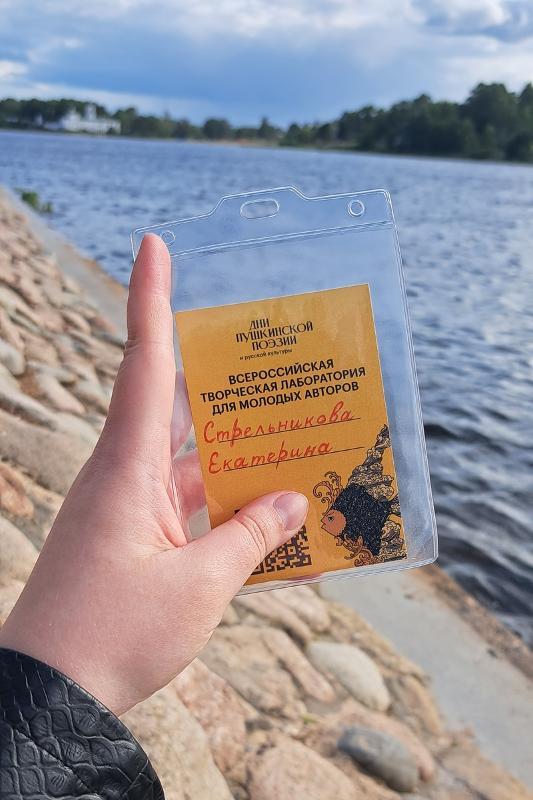 ДНИ
ПУШКИНСКОЙ
ПОЭЗИИ
и русской культуры
ВСЕРОССИЙСКАЯ
ТВОРЧЕСКАЯ ЛАБОРАТОРИЯ
ДЛЯ МОЛОДЫХ АВТОРОВ
Стрельникова
Екатерина